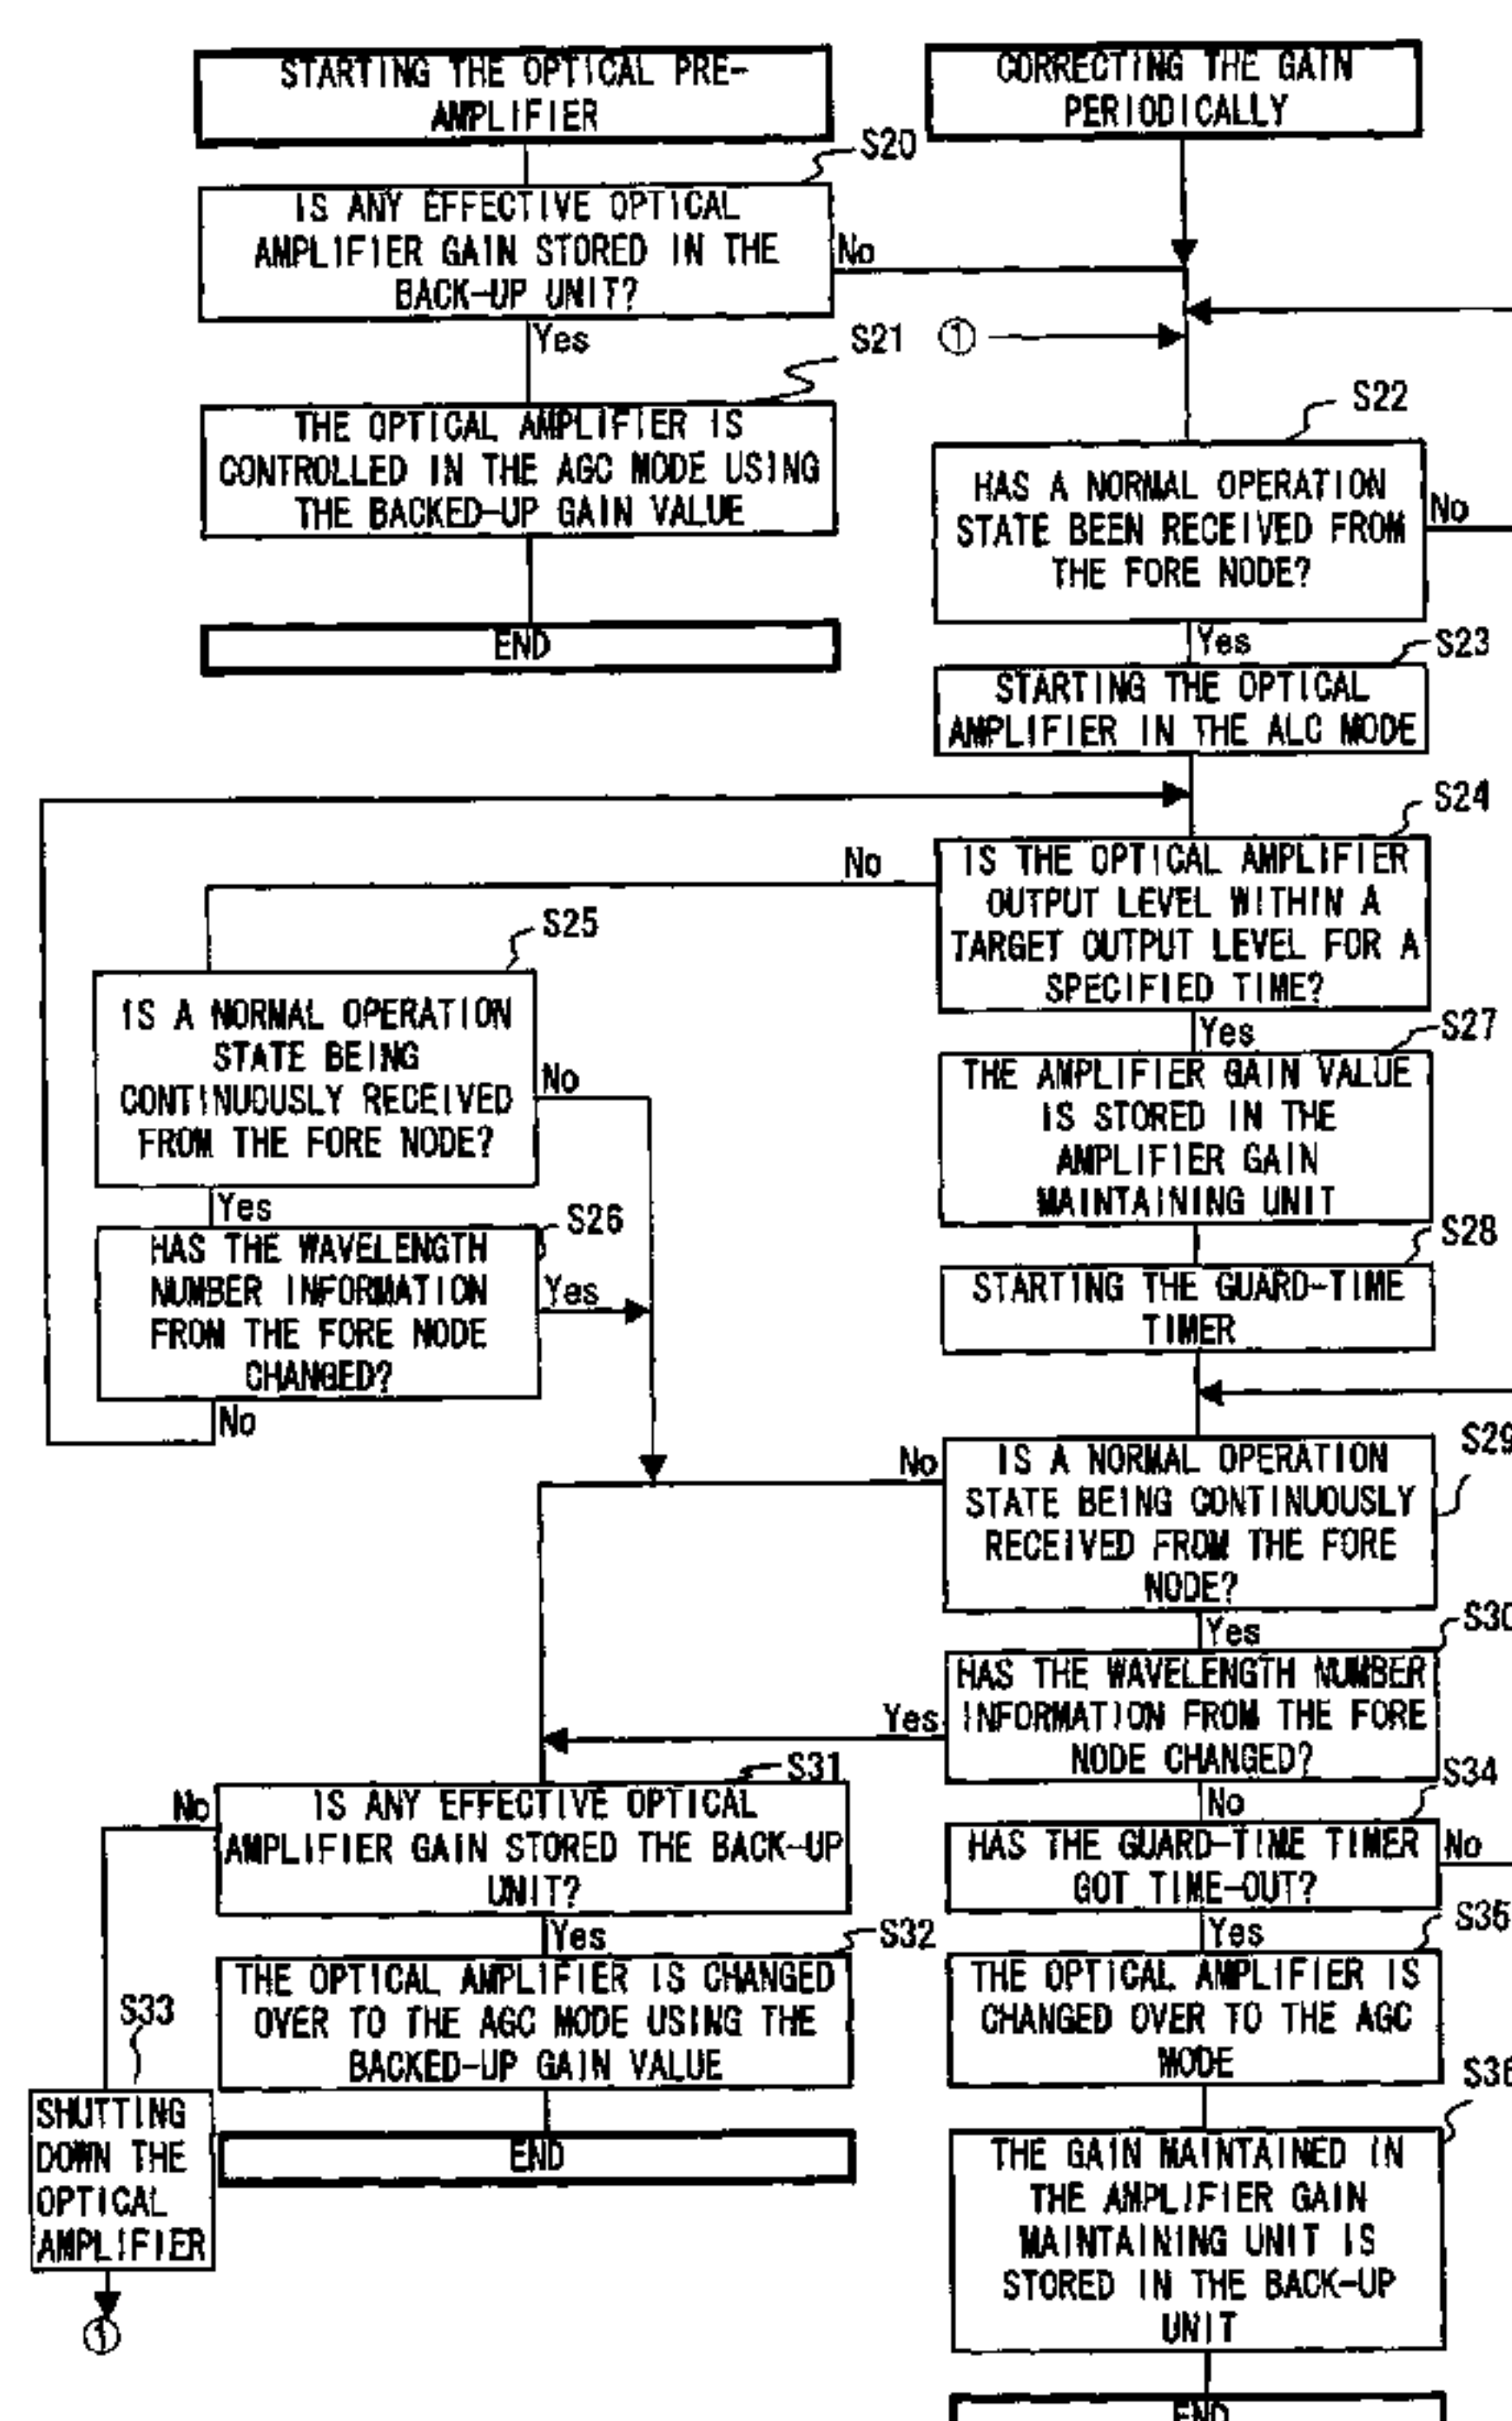 STARTING THE OPTICAL PRE-
AMPLIFIER
CORRECTING THE GAIN
PERIODICALLY
S20
IS ANY EFFECTIVE OPTICAL
AMPLIFIER GAIN STORED IN THE
BACK-UP UNIT?
No
Yes
S21
①
THE OPTICAL AMPLIFIER IS
CONTROLLED IN THE AGC MODE USING
THE BACKED-UP GAIN VALUE
END
S22
HAS A NORMAL OPERATION
STATE BEEN RECEIVED FROM
THE FORE NODE?
No
Yes
S23
STARTING THE OPTICAL
AMPLIFIER IN THE ALC MODE
S24
IS THE OPTICAL AMPLIFIER
OUTPUT LEVEL WITHIN A
TARGET OUTPUT LEVEL FOR A
SPECIFIED TIME?
No
Yes
S25
IS A NORMAL OPERATION
STATE BEING
CONTINUOUSLY RECEIVED
FROM THE FORE NODE?
No
Yes
S26
HAS THE WAVELENGTH
NUMBER INFORMATION
FROM THE FORE NODE
CHANGED?
Yes
No
S27
THE AMPLIFIER GAIN VALUE
IS STORED IN THE
AMPLIFIER GAIN
MAINTAINING UNIT
S28
STARTING THE GUARD-TIME
TIMER
S29
IS A NORMAL OPERATION
STATE BEING CONTINUOUSLY
RECEIVED FROM THE FORE
NODE?
No
Yes
S30
HAS THE WAVELENGTH NUMBER
INFORMATION FROM THE FORE
NODE CHANGED?
Yes
No
S31
IS ANY EFFECTIVE OPTICAL
AMPLIFIER GAIN STORED THE BACK-UP
UNIT?
No
Yes
S32
THE OPTICAL AMPLIFIER IS CHANGED
OVER TO THE AGC MODE USING THE
BACKED-UP GAIN VALUE
END
S33
SHUTTING
DOWN THE
OPTICAL
AMPLIFIER
①
S34
HAS THE GUARD-TIME TIMER
GOT TIME-OUT?
No
Yes
S35
THE OPTICAL AMPLIFIER IS
CHANGED OVER TO THE AGC
MODE
S36
THE GAIN MAINTAINED IN
THE AMPLIFIER GAIN
MAINTAINING UNIT IS
STORED IN THE BACK-UP
UNIT
END